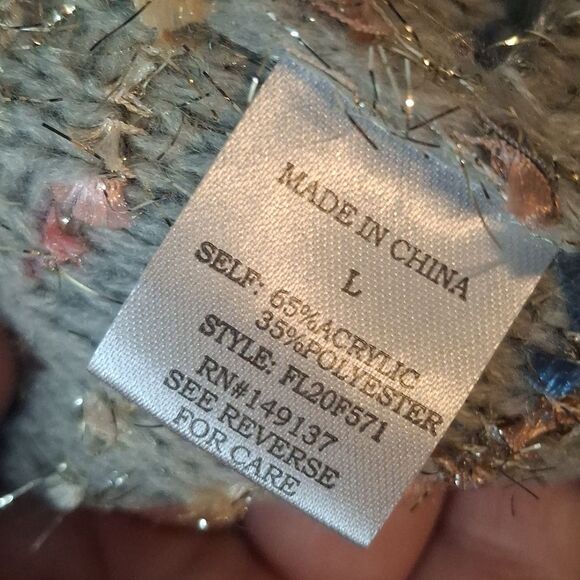 MADE IN CHINA
L
SELF: 65%ACRYLIC
35%POLYESTER
STYLE: FL20F571
RN#149137
SEE REVERSE
FOR CARE